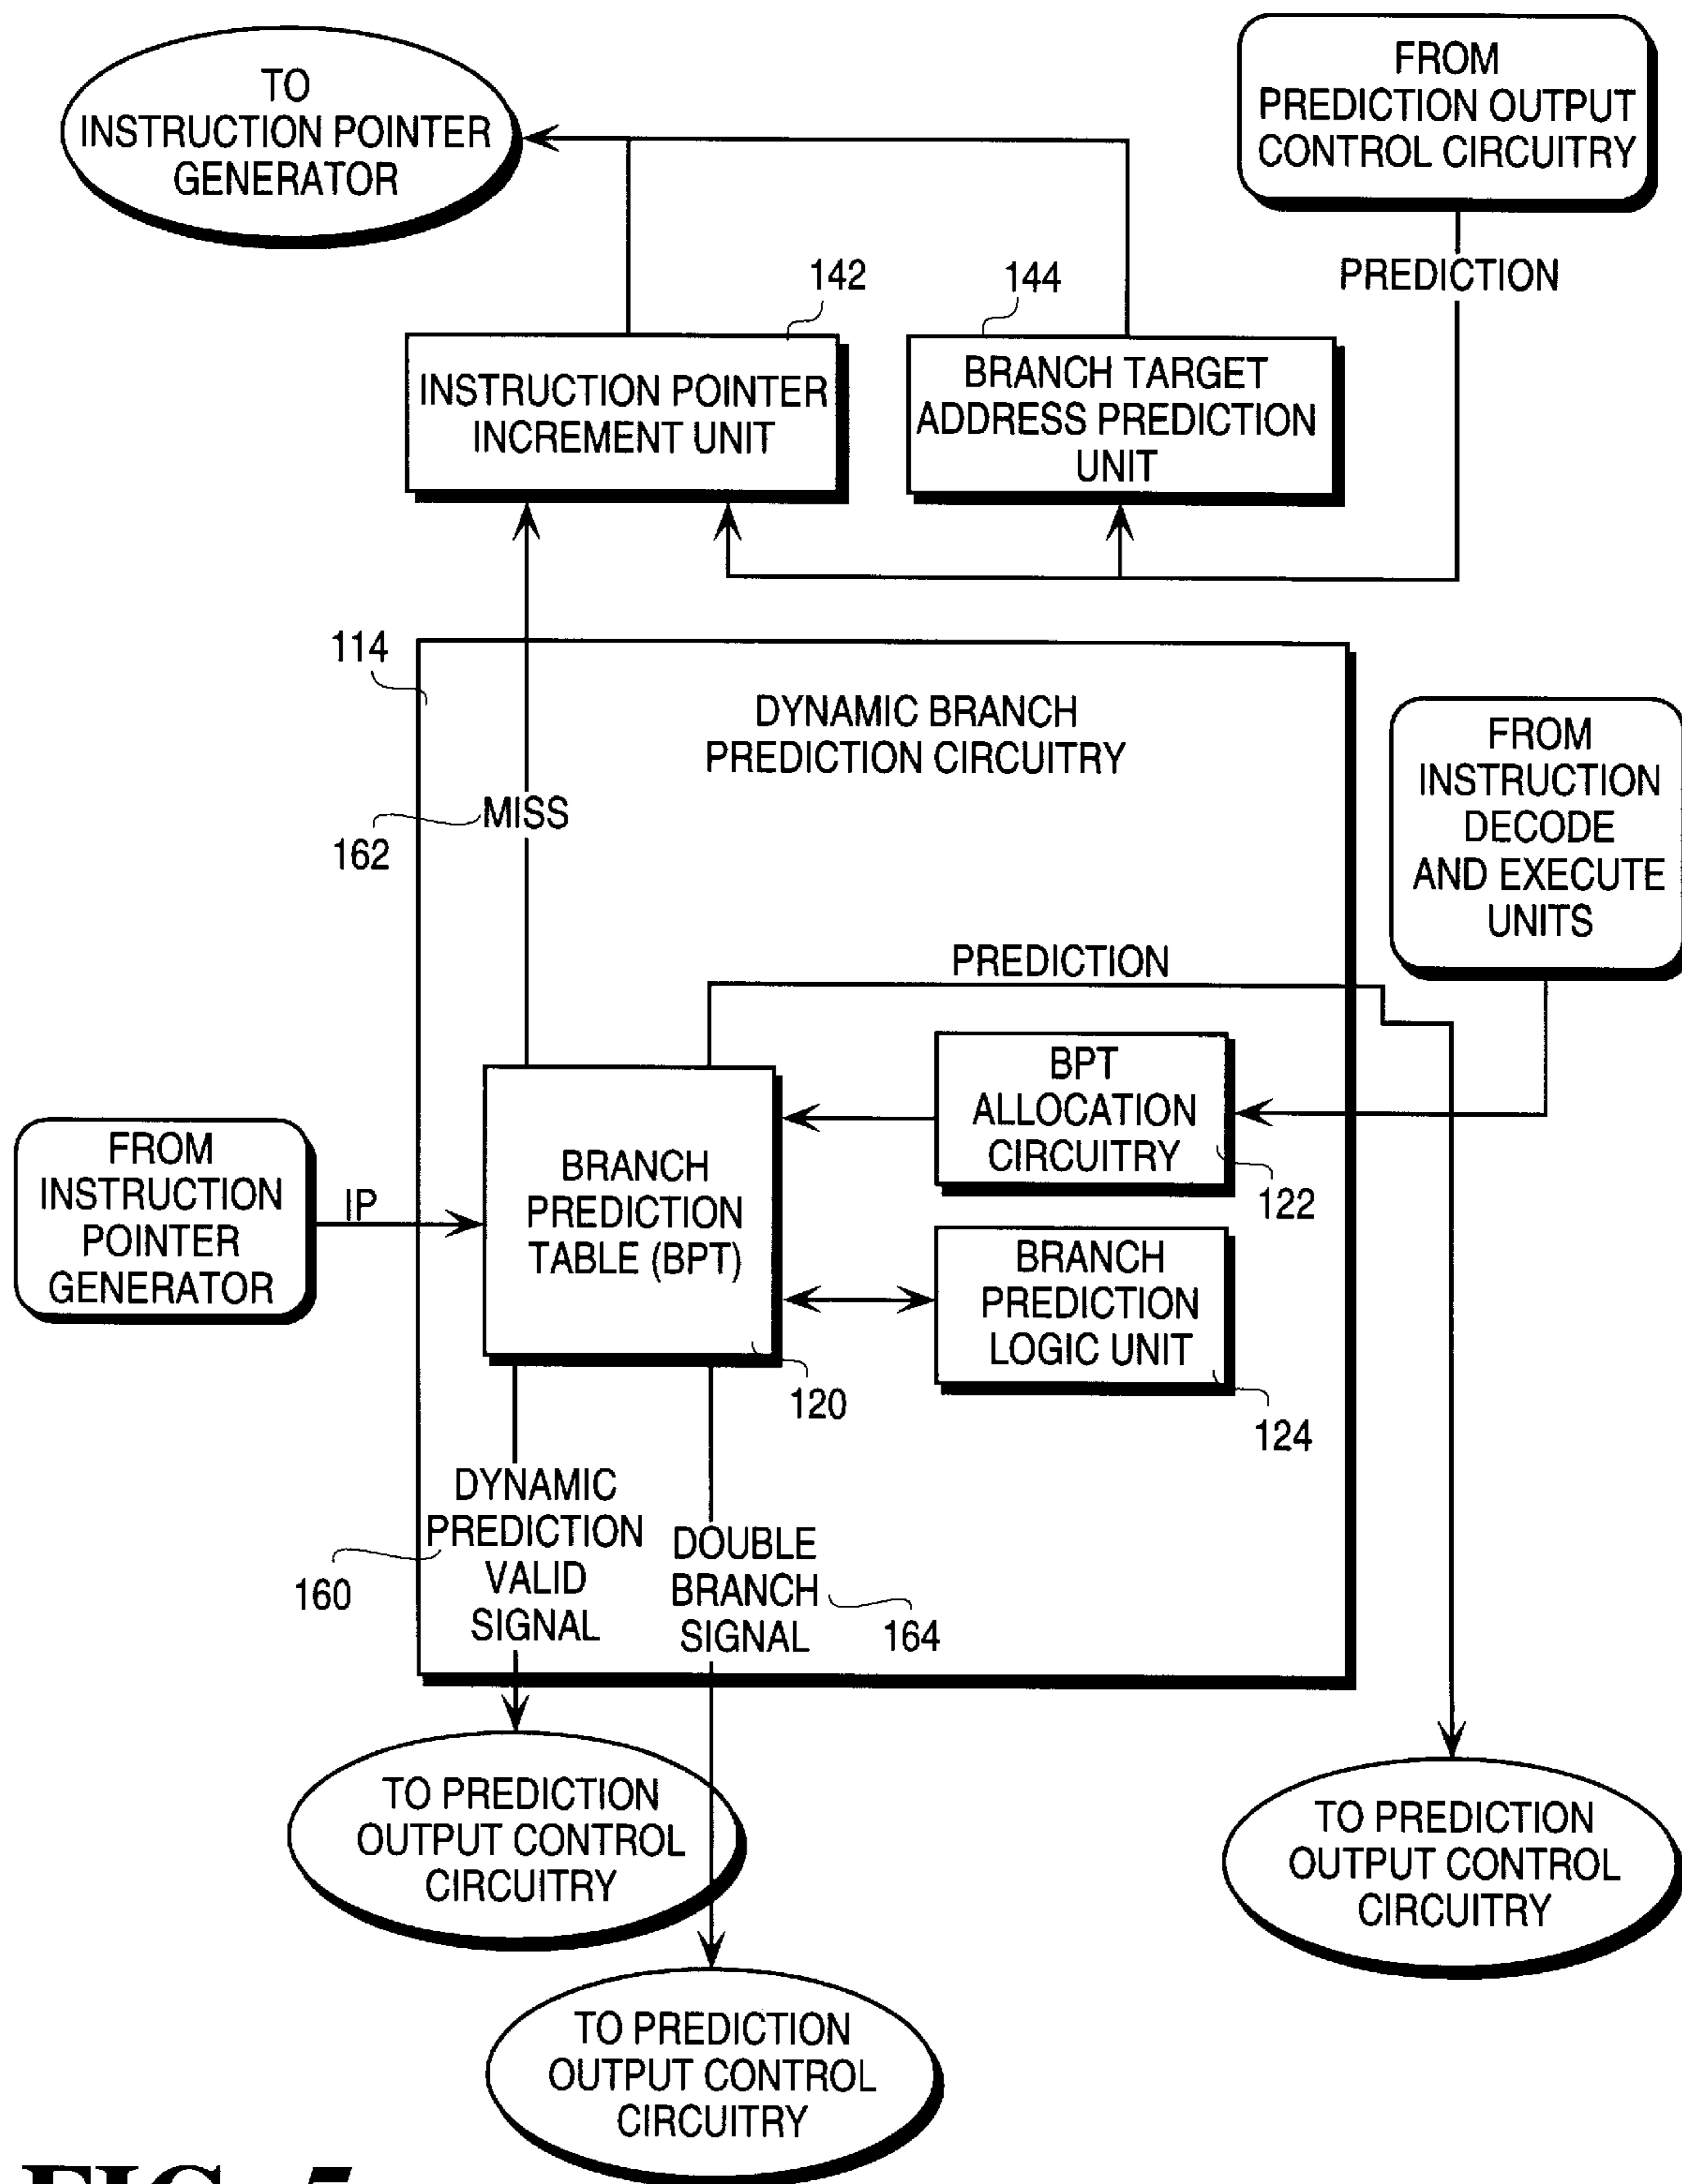 TO
INSTRUCTION POINTER
GENERATOR
FROM
PREDICTION OUTPUT
CONTROL CIRCUITRY
PREDICTION
142
144
INSTRUCTION POINTER
INCREMENT UNIT
BRANCH TARGET
ADDRESS PREDICTION
UNIT
114
DYNAMIC BRANCH
PREDICTION CIRCUITRY
MISS
162
FROM
INSTRUCTION
DECODE
AND EXECUTE
UNITS
PREDICTION
BPT
ALLOCATION
CIRCUITRY
122
FROM
INSTRUCTION
POINTER
GENERATOR
IP
BRANCH
PREDICTION
TABLE (BPT)
120
BRANCH
PREDICTION
LOGIC UNIT
124
DYNAMIC
PREDICTION
VALID
SIGNAL
160
DOUBLE
BRANCH
SIGNAL
164
TO PREDICTION
OUTPUT CONTROL
CIRCUITRY
TO PREDICTION
OUTPUT CONTROL
CIRCUITRY
TO PREDICTION
OUTPUT CONTROL
CIRCUITRY